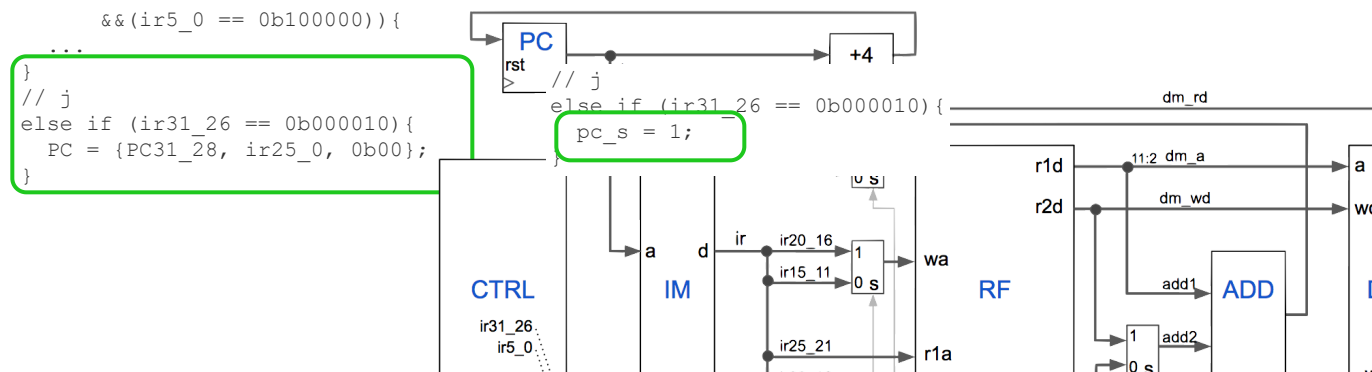 &&(ir5_0 == 0b100000)){
...
}
// j
else if (ir31_26 == 0b000010){
PC = {PC31_28, ir25_0, 0b00};
}
PC
rst
+4
// j
else if (ir31_26 == 0b000010){
pc_s = 1;
}
dm_rd
r1d
11:2
dm_a
a
r2d
dm_wd
0 s
a
d
ir
ir20_16
1
ir15_11
0 s
wa
CTRL
IM
RF
add1
ADD
ir31_26
ir5_0
ir25_21
r1a
1
add2
0 s